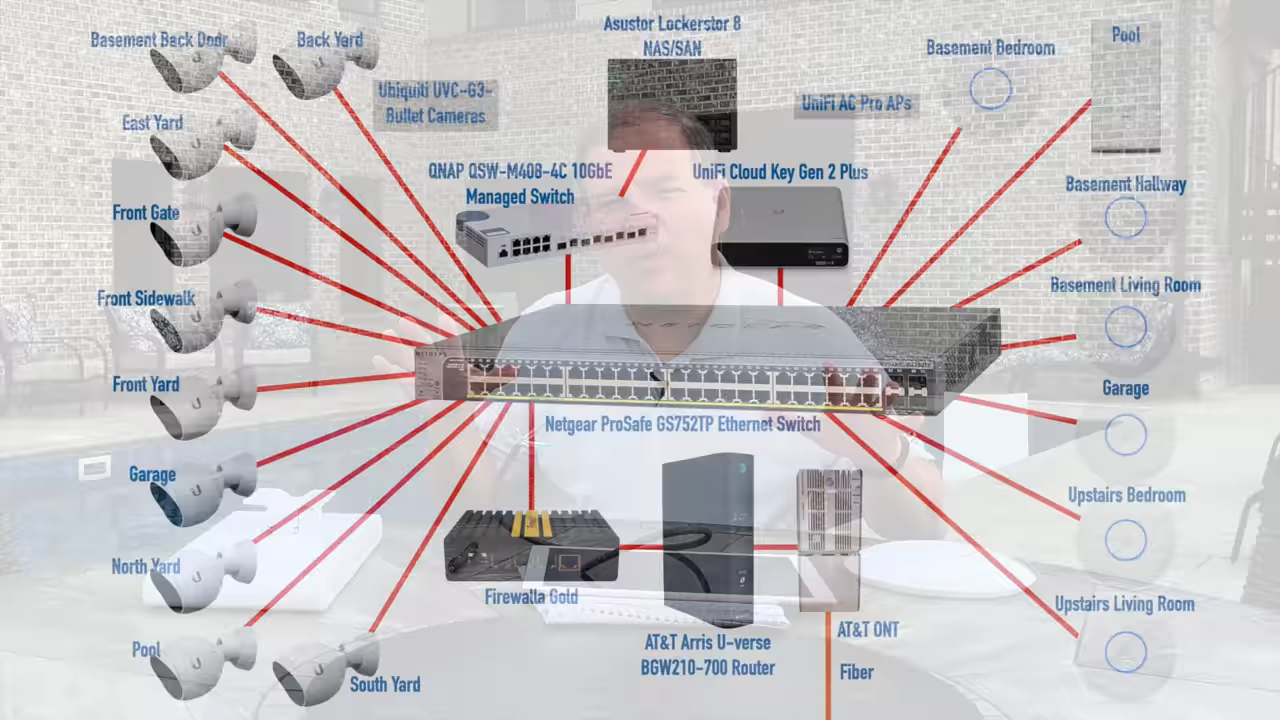 Asustor Lockerstor 8
NAS/SAN
Basement Back Door
Back Yard
Basement Bedroom
Pool
Ubiquiti UVC-G3-
Bullet Cameras
UniFi AC Pro APs
East Yard
QNAP QSW-M408-4C 10GbE
Managed Switch
UniFi Cloud Key Gen 2 Plus
Basement Hallway
Front Gate
Front Sidewalk
Basement Living Room
NETGEAR
NETGEAR
Front Yard
Garage
Netgear ProSafe GS752TP Ethernet Switch
Garage
Upstairs Bedroom
North Yard
Firewalla Gold
Upstairs Living Room
AT&T Arris U-verse
BGW210-700 Router
AT&T ONT
Fiber
Pool
South Yard